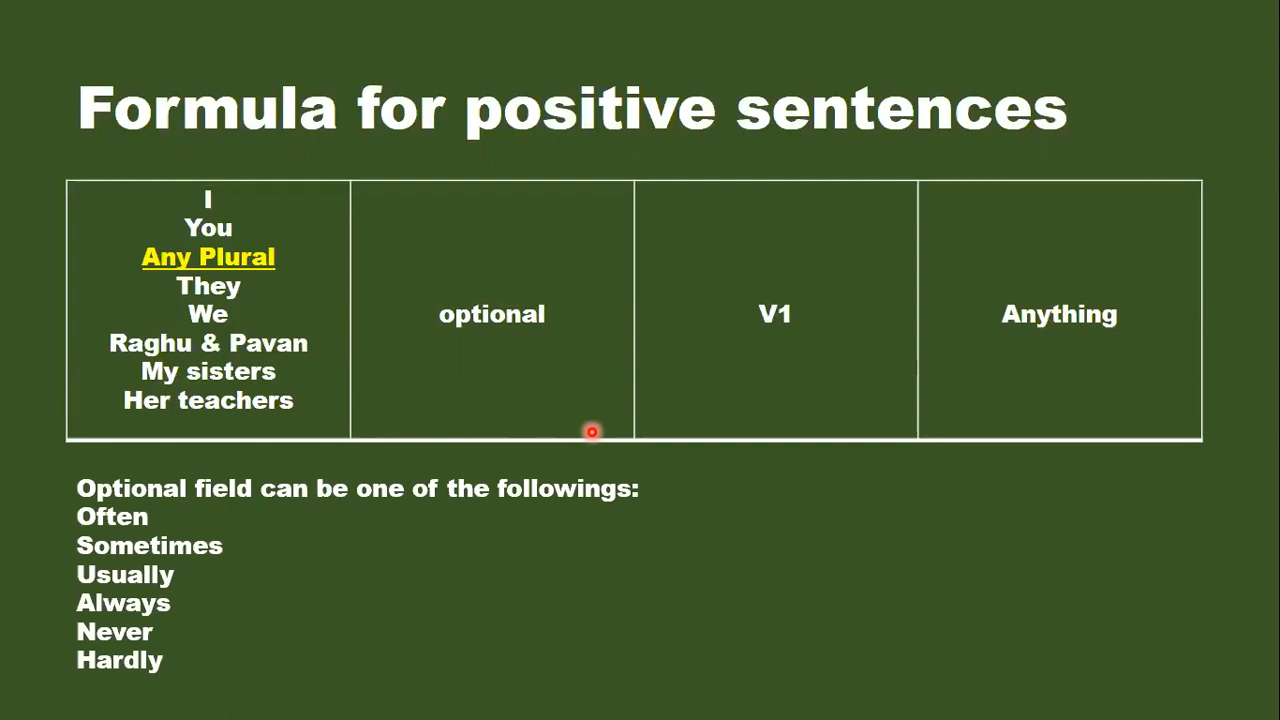 Formula for positive sentences
I
You
Any Plural
They
We
Raghu & Pavan
My sisters
Her teachers
optional
V1
Anything
Optional field can be one of the followings:
Often
Sometimes
Usually
Always
Never
Hardly